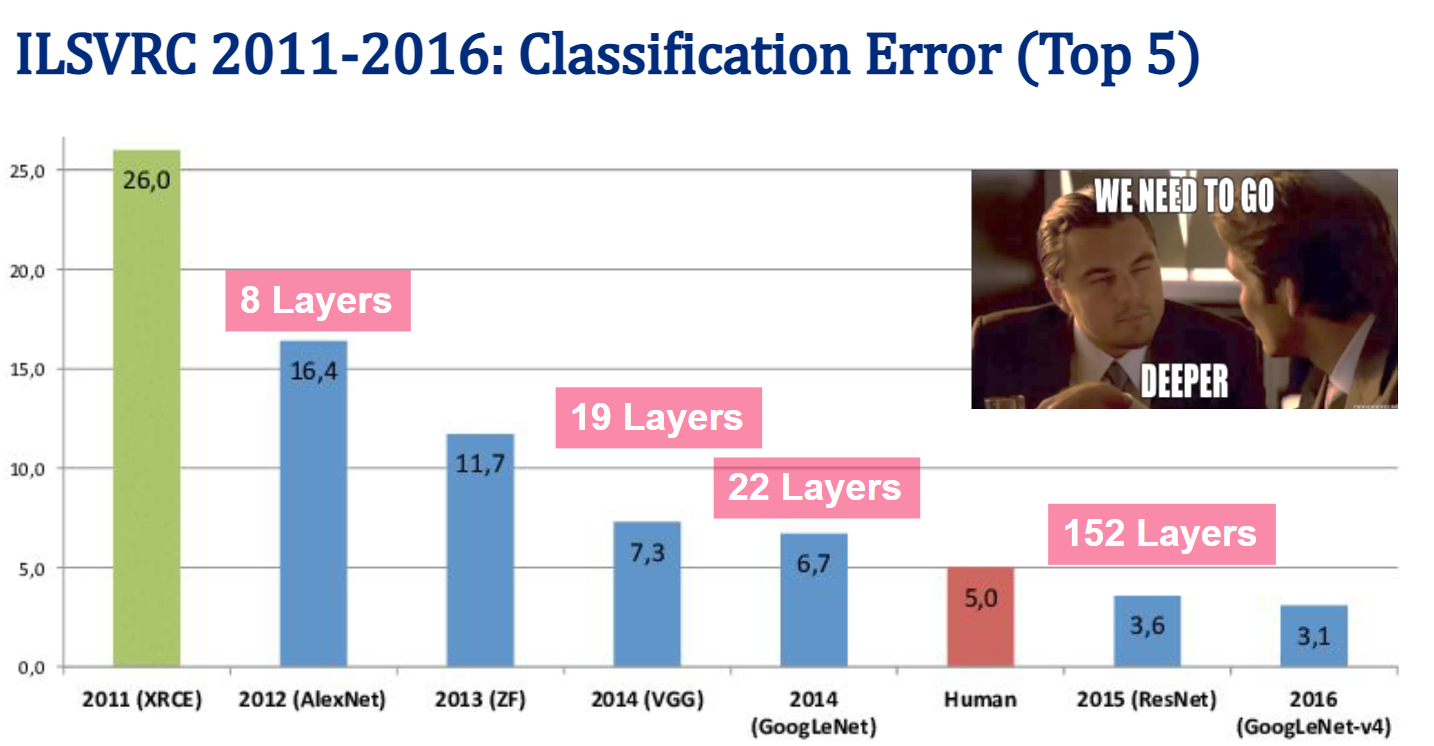 ILSVRC 2011-2016: Classification Error (Top 5)
25,0
20,0
15,0
10,0
5,0
0,0
26,0
8 Layers
16,4
11,7
19 Layers
7,3
22 Layers
6,7
5,0
152 Layers
3,6
3,1
WE NEED TO GO
DEEPER
2011 (XRCE)
2012 (AlexNet)
2013 (ZF)
2014 (VGG)
2014
(GoogLeNet)
Human
2015 (ResNet)
2016
(GoogLeNet-v4)